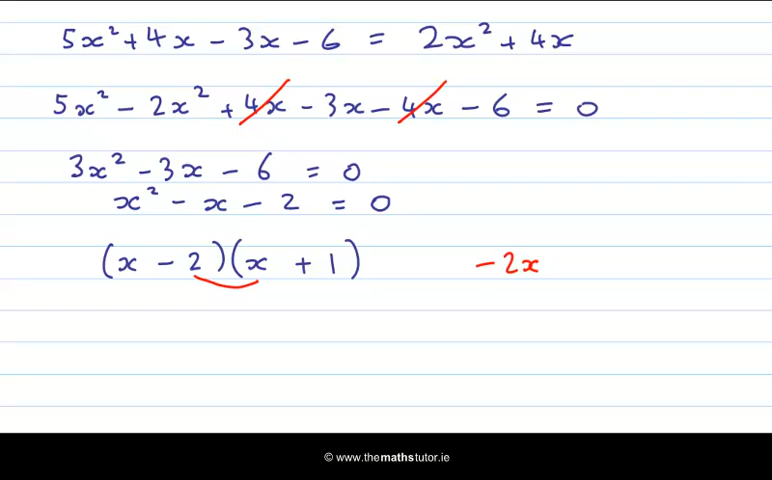 5x² + 4x - 3x - 6 = 2x² + 4x
5x² - 2x² + 4x - 3x - 4x - 6 = 0
3x² - 3x - 6 = 0
x² - x - 2 = 0
(x - 2)(x + 1) -2x
© www.themathstutor.ie